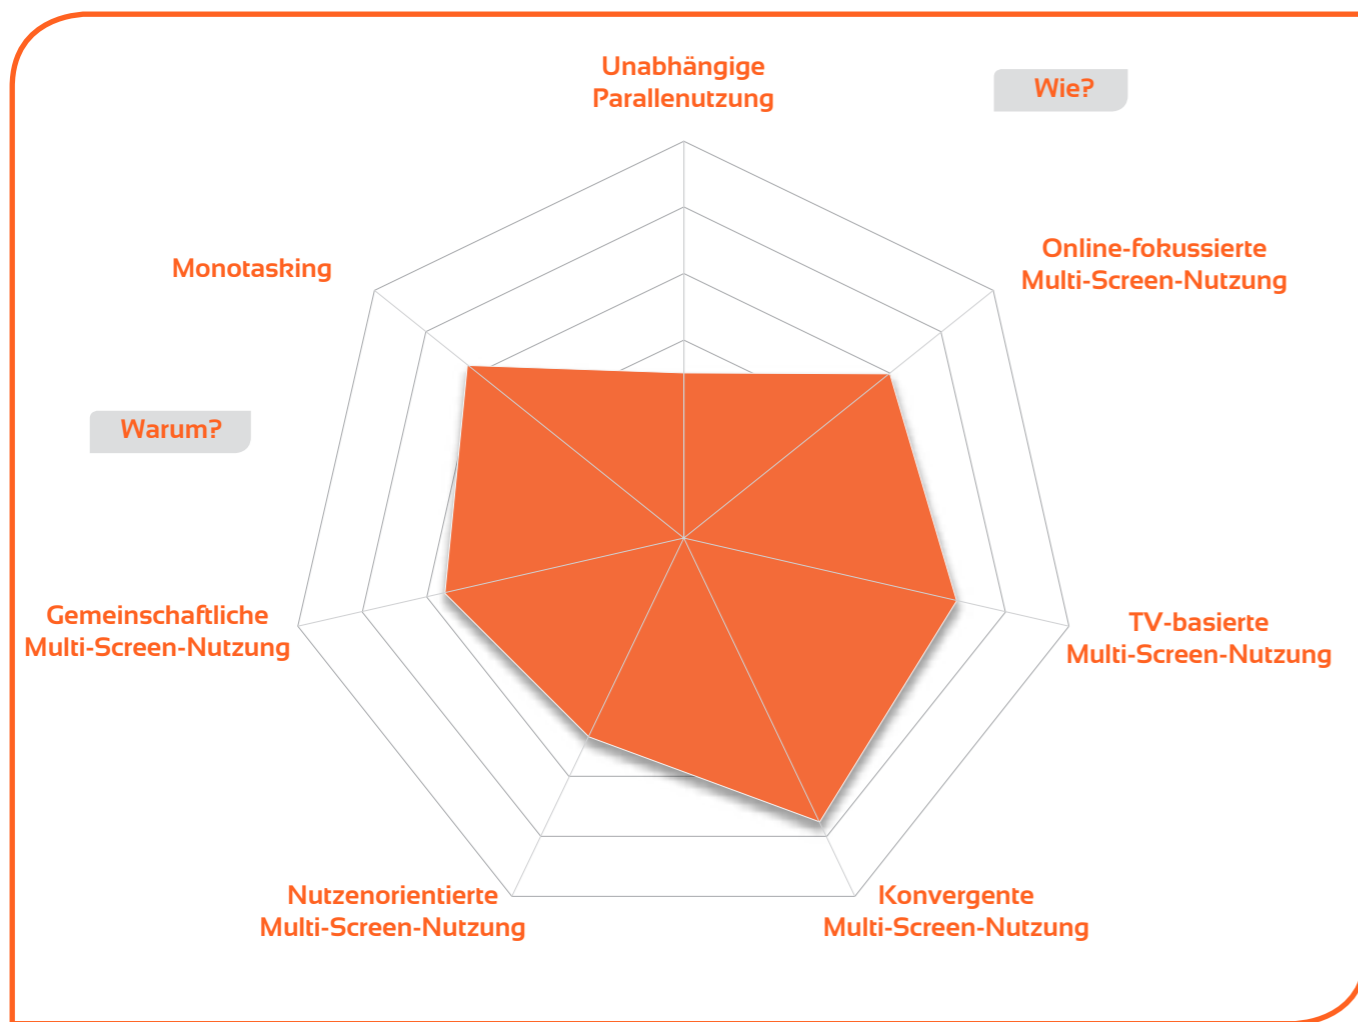 Unabhängige
Parallenutzung
Wie?
Online-fokussierte
Multi-Screen-Nutzung
Monotasking
Warum?
Gemeinschaftliche
Multi-Screen-Nutzung
TV-basierte
Multi-Screen-Nutzung
Nutzenorientierte
Multi-Screen-Nutzung
Konvergente
Multi-Screen-Nutzung